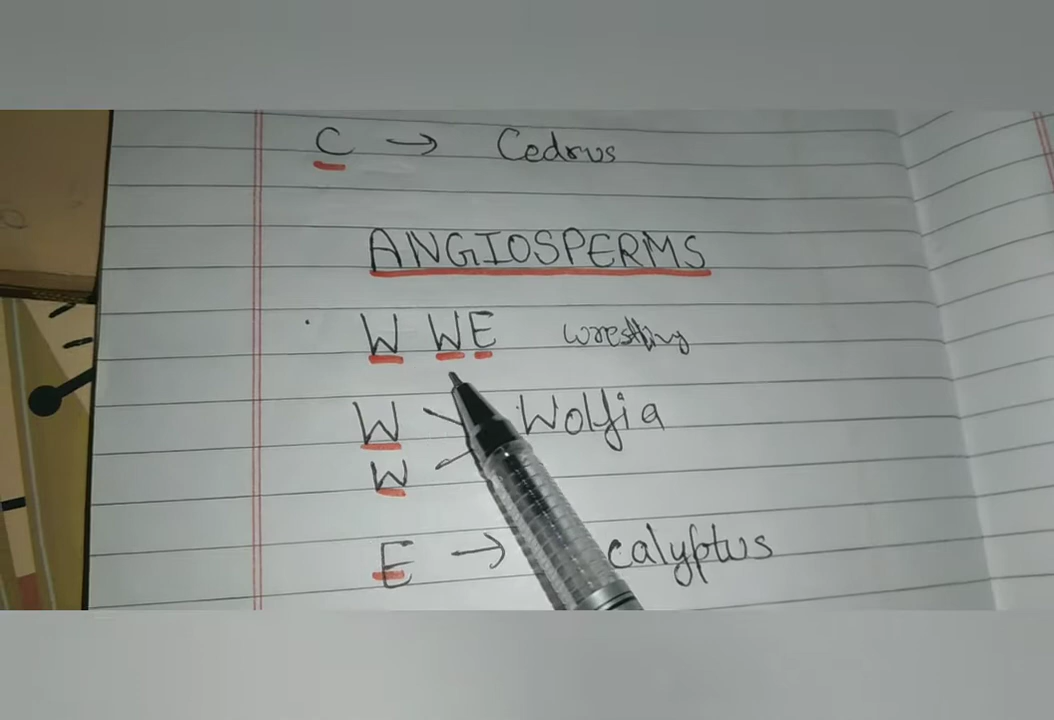 C → Cedrus
ANGIOSPERMS
W WE wrestling
W Wolfia
W
E → calyptus